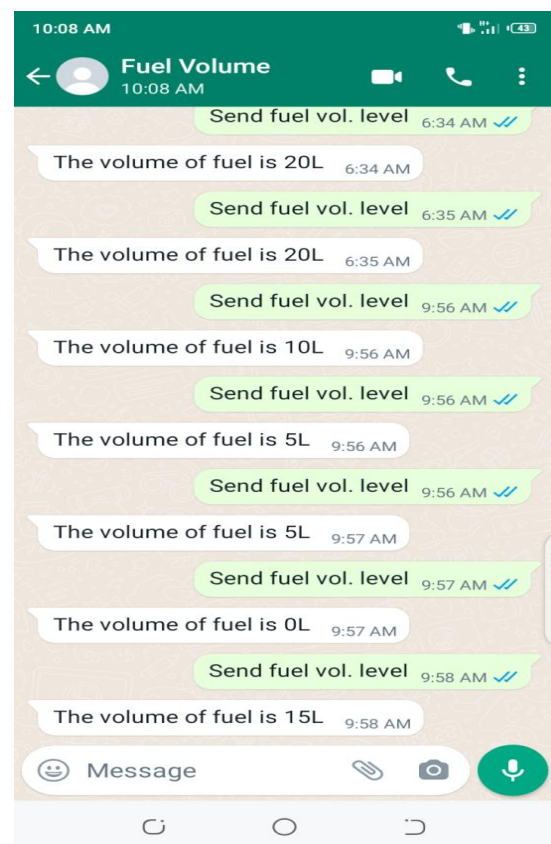 10:08 AM
43
Fuel Volume
10:08 AM
Send fuel vol. level 6:34 AM
The volume of fuel is 20L 6:34 AM
Send fuel vol. level 6:35 AM
The volume of fuel is 20L 6:35 AM
Send fuel vol. level 9:56 AM
The volume of fuel is 10L 9:56 AM
Send fuel vol. level 9:56 AM
The volume of fuel is 5L 9:56 AM
Send fuel vol. level 9:56 AM
The volume of fuel is 5L 9:57 AM
Send fuel vol. level 9:57 AM
The volume of fuel is 0L 9:57 AM
Send fuel vol. level 9:58 AM
The volume of fuel is 15L 9:58 AM
Message